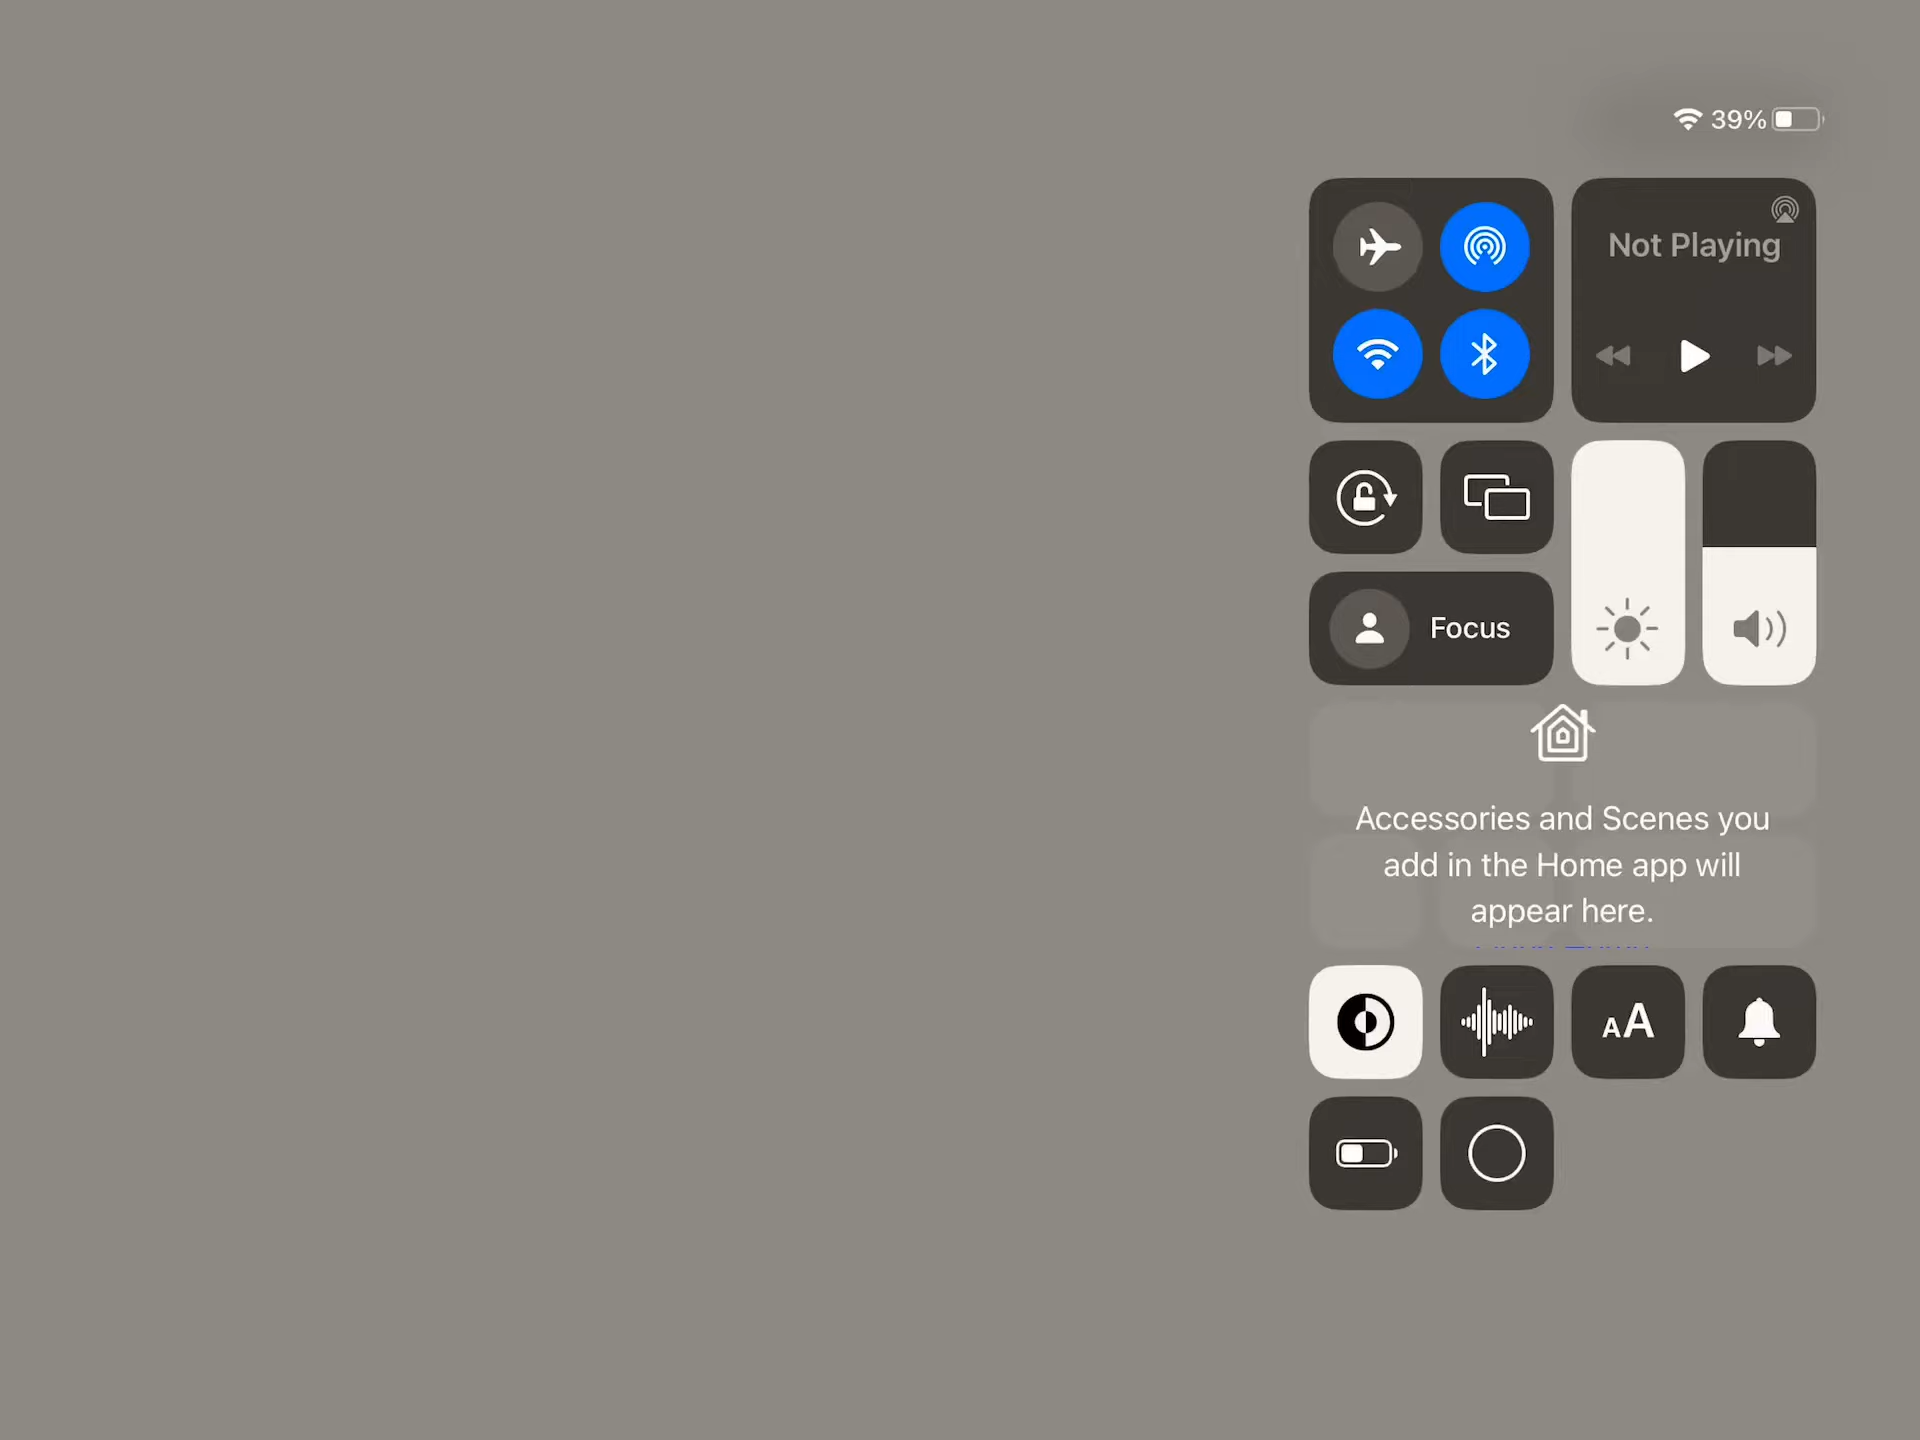 39%
Not Playing
Focus
Accessories and Scenes you
add in the Home app will
appear here.
AA